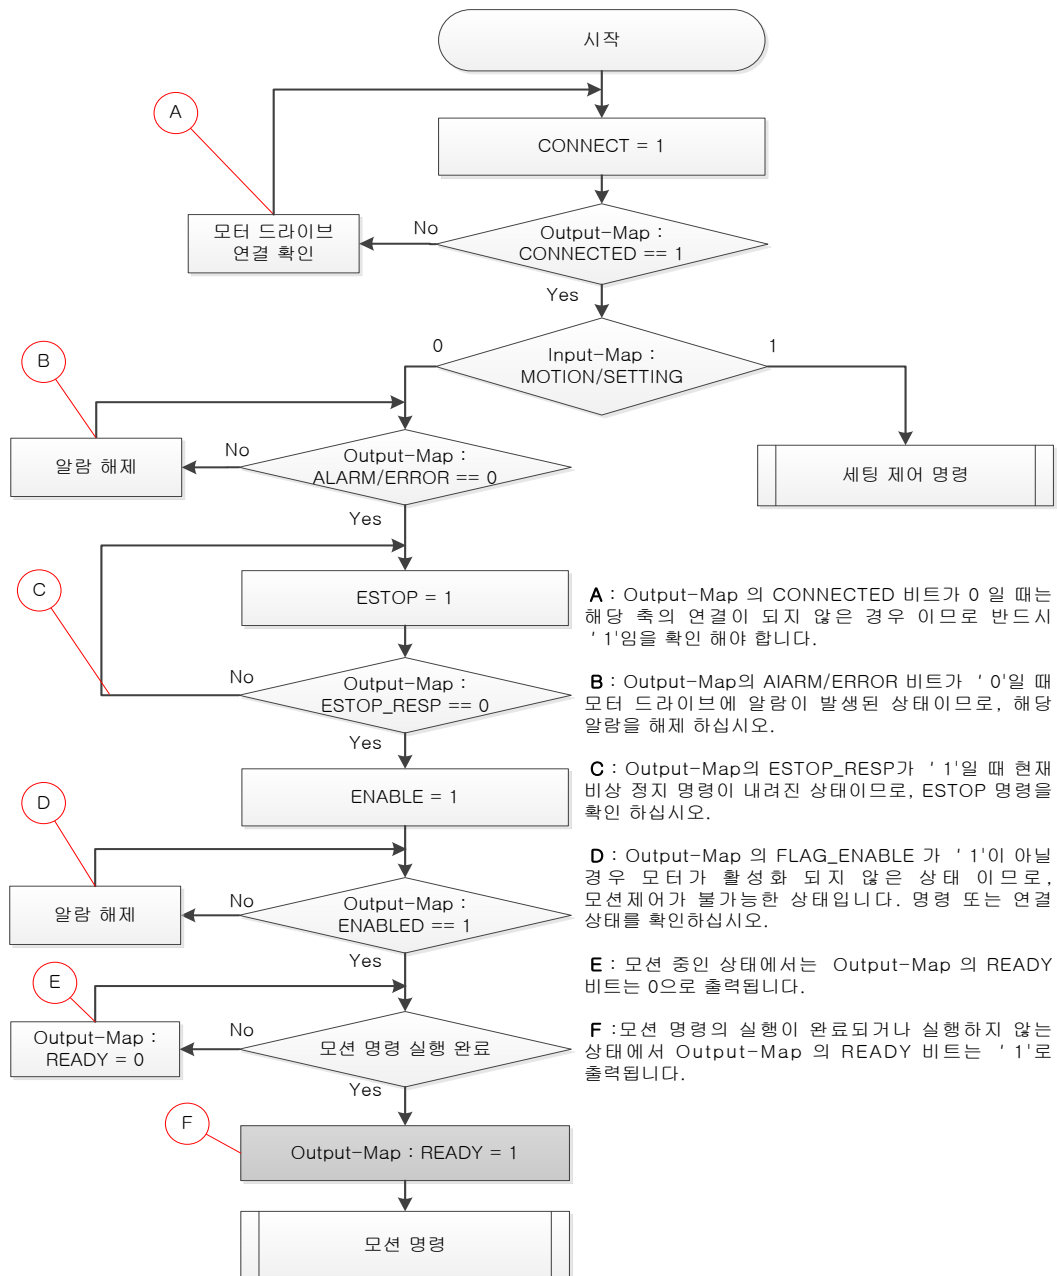 시작
A
CONNECT = 1
모터 드라이브
연결 확인
No
Output-Map :
CONNECTED == 1
Yes
0
Input-Map :
MOTION/SETTING
1
B
알람 해제
No
Output-Map :
ALARM/ERROR == 0
세팅 제어 명령
Yes
C
ESTOP = 1
No
Output-Map :
ESTOP_RESP == 0
Yes
D
ENABLE = 1
알람 해제
No
Output-Map :
ENABLED == 1
Yes
E
Output-Map :
READY = 0
No
모션 명령 실행 완료
Yes
F
Output-Map : READY = 1
모션 명령
A : Output-Map 의 CONNECTED 비트가 0 일 때는
해당 축의 연결이 되지 않은 경우 이므로 반드시
'1'임을 확인 해야 합니다.
B : Output-Map의 AlARM/ERROR 비트가 '0'일 때
모터 드라이브에 알람이 발생된 상태이므로, 해당
알람을 해제 하십시오.
C : Output-Map의 ESTOP_RESP가 '1'일 때 현재
비상 정지 명령이 내려진 상태이므로, ESTOP 명령을
확인 하십시오.
D : Output-Map 의 FLAG_ENABLE 가 '1'이 아닐
경우 모터가 활성화 되지 않은 상태 이므로,
모션제어가 불가능한 상태입니다. 명령 또는 연결
상태를 확인하십시오.
E : 모션 중인 상태에서는 Output-Map 의 READY
비트는 0으로 출력됩니다.
F :모션 명령의 실행이 완료되거나 실행하지 않는
상태에서 Output-Map 의 READY 비트는 '1'로
출력됩니다.